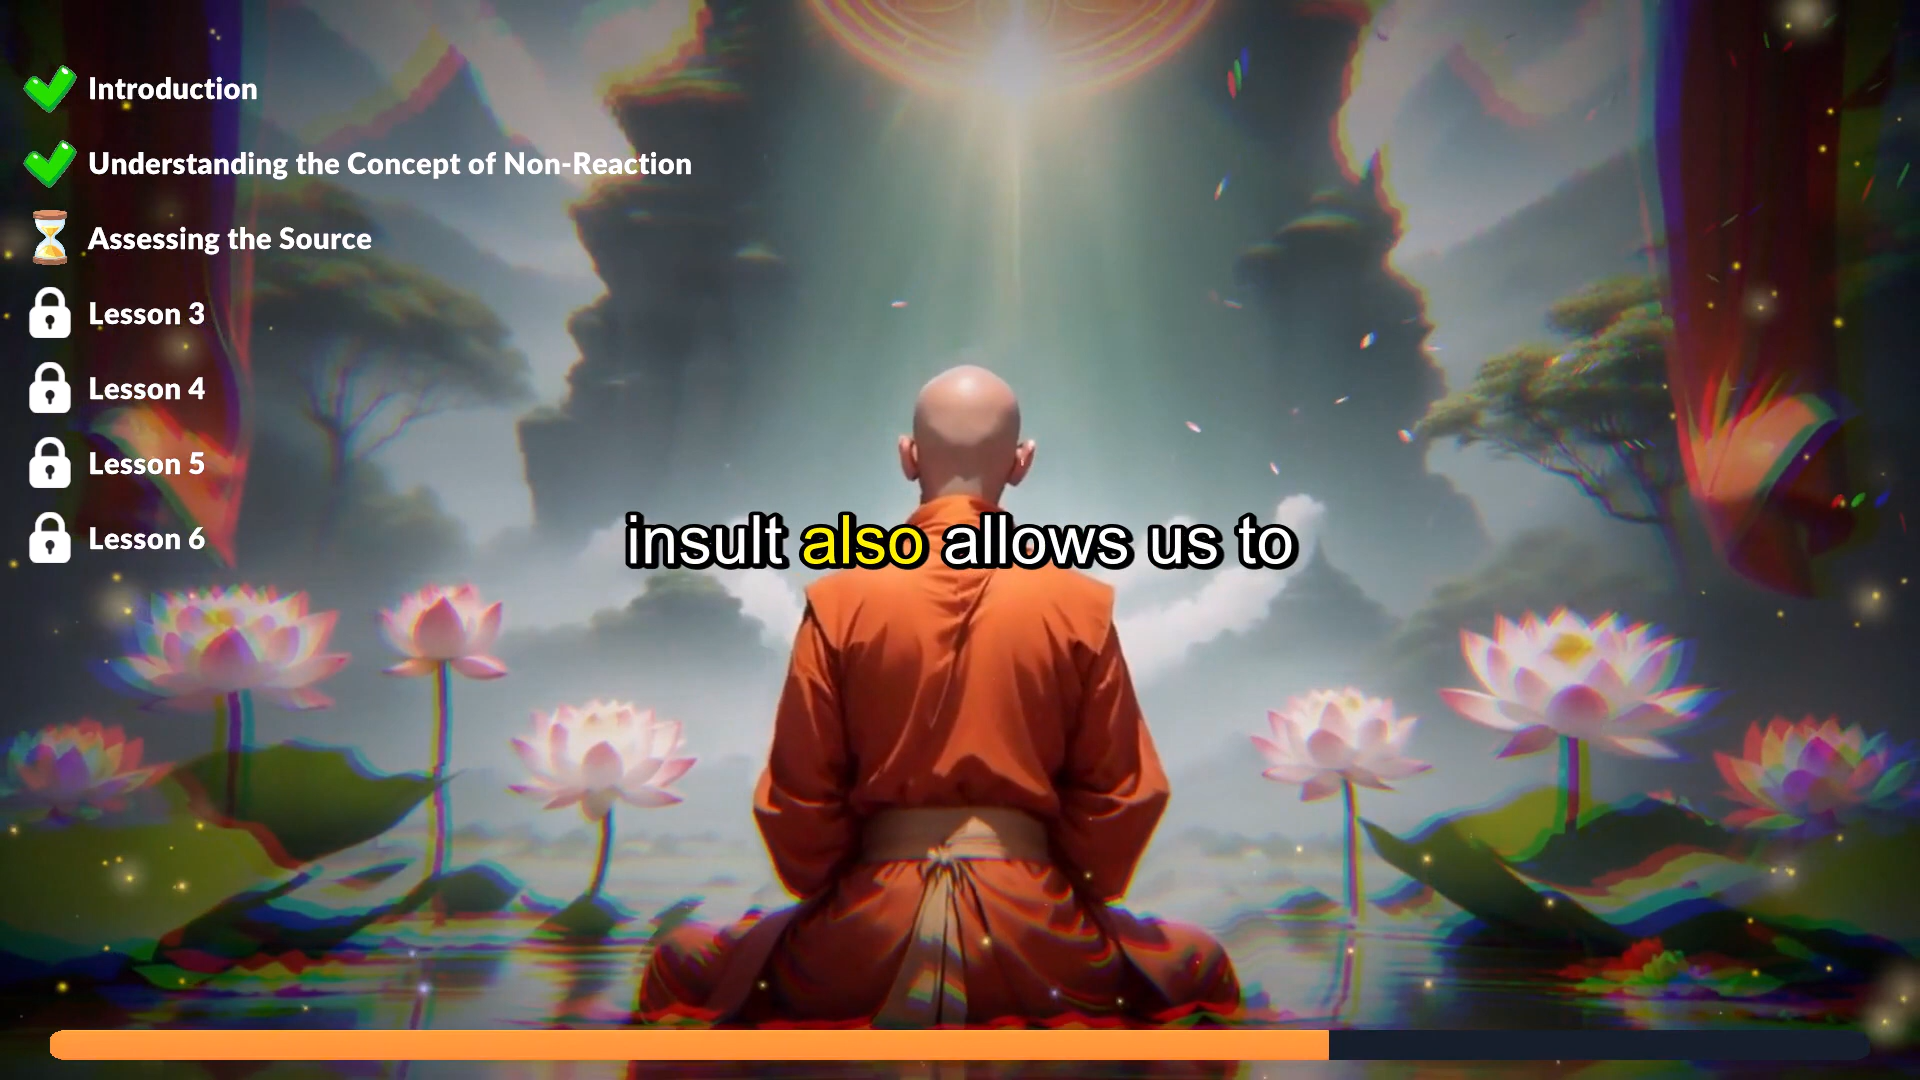 Introduction
Understanding the Concept of Non-Reaction
Assessing the Source
Lesson 3
Lesson 4
Lesson 5
Lesson 6
insult also allows us to